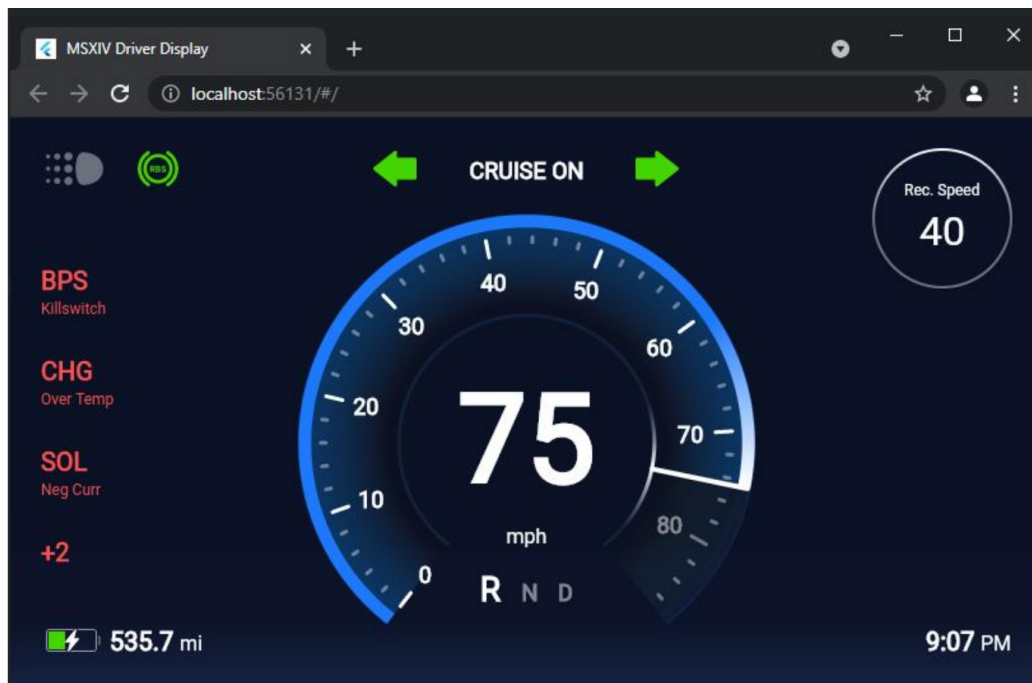 MSXIV Driver Display
localhost:56131/#/
RBS
CRUISE ON
Rec. Speed
40
BPS
Killswitch
CHG
Over Temp
SOL
Neg Curr
+2
0
10
20
30
40
50
60
70
80
75
mph
R N D
535.7 mi
9:07 PM